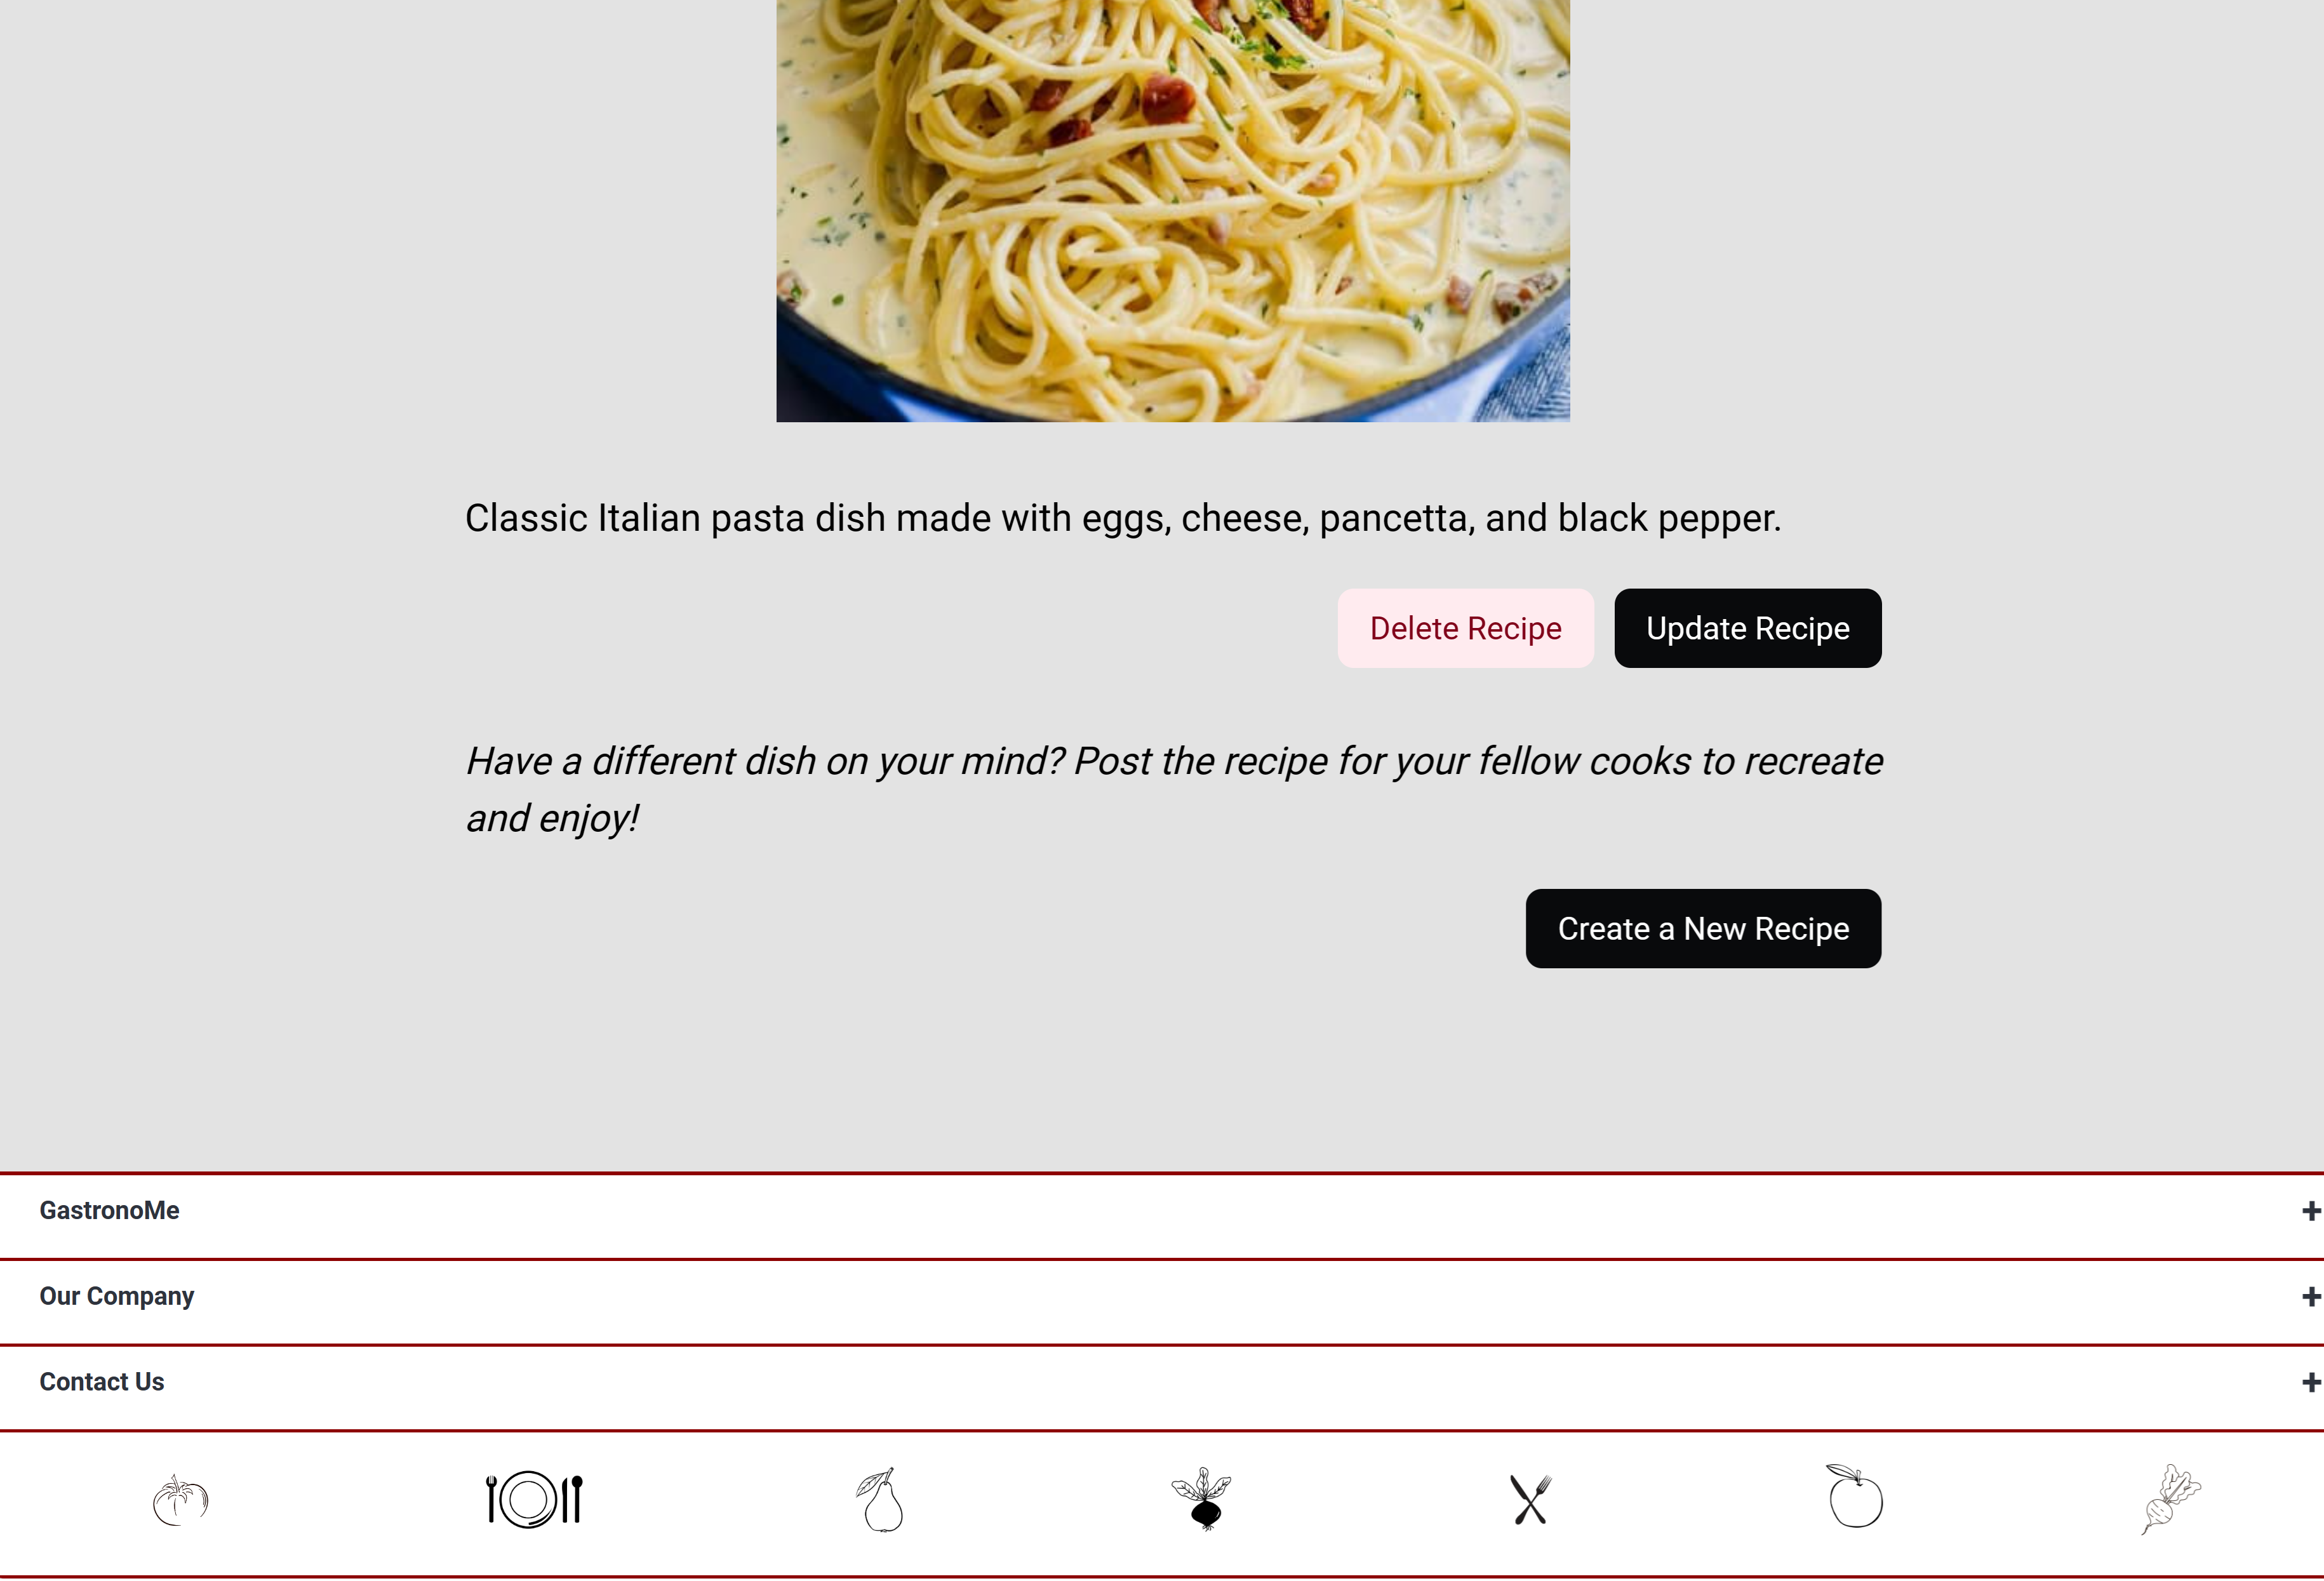 Classic Italian pasta dish made with eggs, cheese, pancetta, and black pepper.
Delete Recipe
Update Recipe
Have a different dish on your mind? Post the recipe for your fellow cooks to recreate
and enjoy!
Create a New Recipe
GastronoMe
+
Our Company
+
Contact Us
+